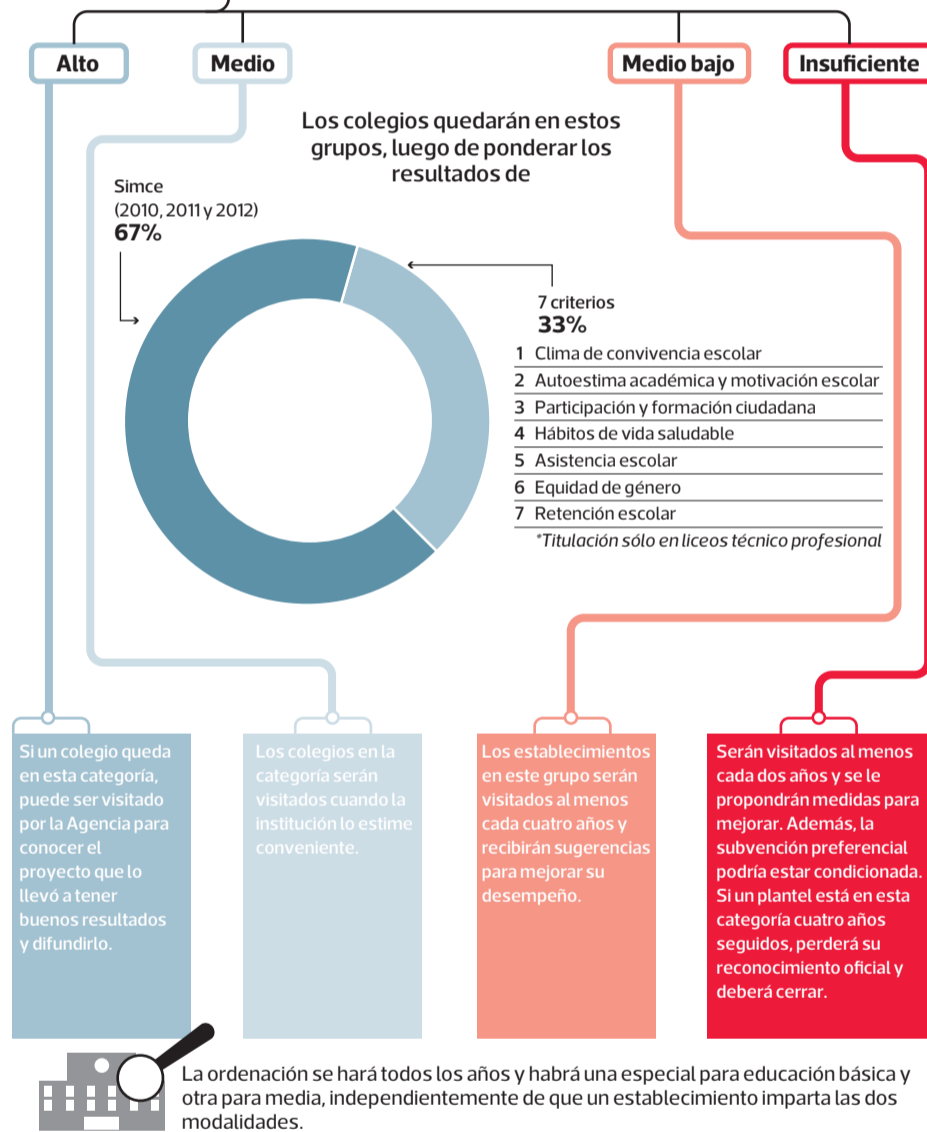 Alto
Medio
Medio bajo
Insuficiente
Los colegios quedarán en estos
grupos, luego de ponderar los
resultados de
Simce
(2010, 2011 y 2012)
67%
7 criterios
33%
1 Clima de convivencia escolar
2 Autoestima académica y motivación escolar
3 Participación y formación ciudadana
4 Hábitos de vida saludable
5 Asistencia escolar
6 Equidad de género
7 Retención escolar
*Titulación sólo en liceos técnico profesional
Si un colegio queda
en esta categoría,
puede ser visitado
por la Agencia para
conocer el
proyecto que lo
llevó a tener
buenos resultados
y difundirlo.
Los colegios en la
categoría serán
visitados cuando la
institución lo estime
conveniente.
Los establecimientos
en este grupo serán
visitados al menos
cada cuatro años y
recibirán sugerencias
para mejorar su
desempeño.
Serán visitados al menos
cada dos años y se le
propondrán medidas para
mejorar. Además, la
subvención preferencial
podría estar condicionada.
Si un plantel está en esta
categoría cuatro años
seguidos, perderá su
reconocimiento oficial y
deberá cerrar.
La ordenación se hará todos los años y habrá una especial para educación básica y
otra para media, independientemente de que un establecimiento imparta las dos
modalidades.